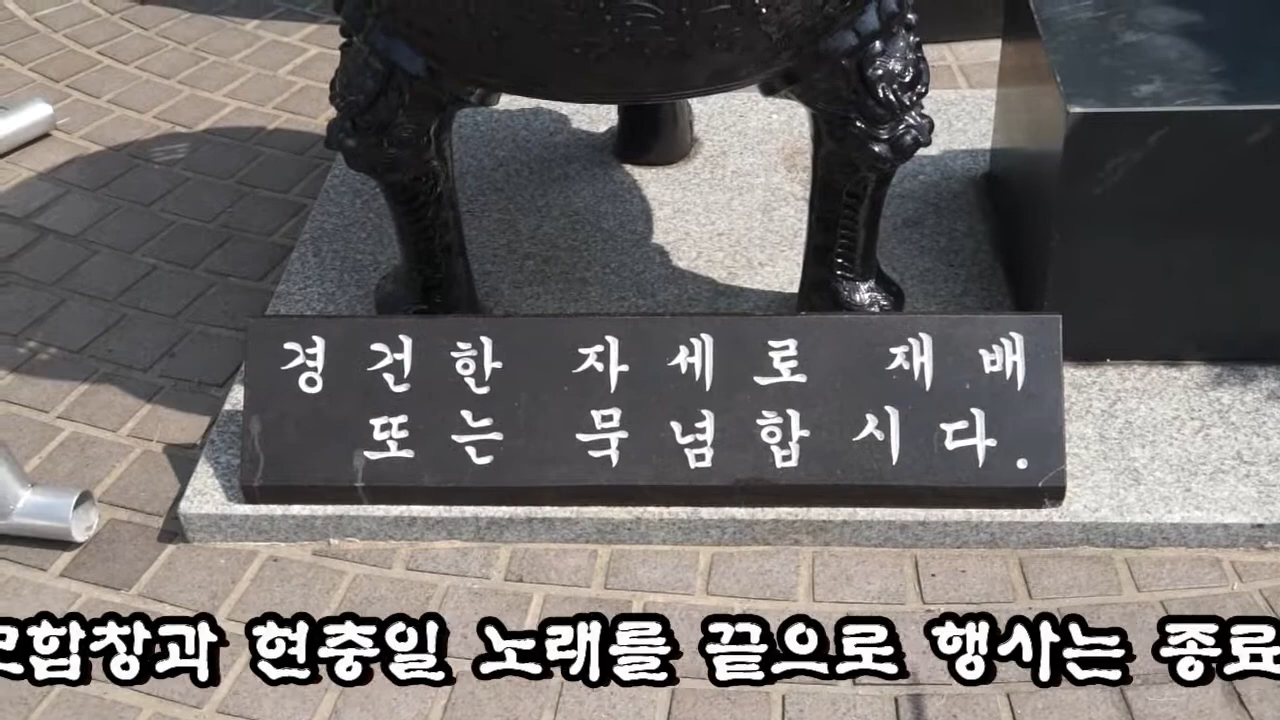 경건한 자세로 재배
또는 묵념합시다.
모합창과 현충일 노래를 끝으로 행사는 종료